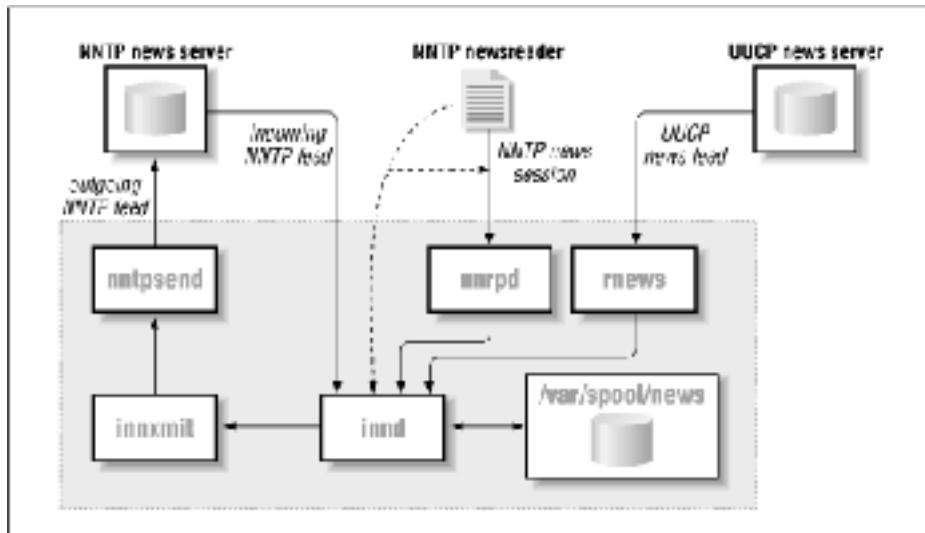 NNTP news server
NNTP newsreader
UUCP news server
incoming
NNTP feed
NNTP news
session
UUCP
news feed
outgoing
NNTP feed
nntpsend
nnrpd
rnews
innxmit
innd
/var/spool/news